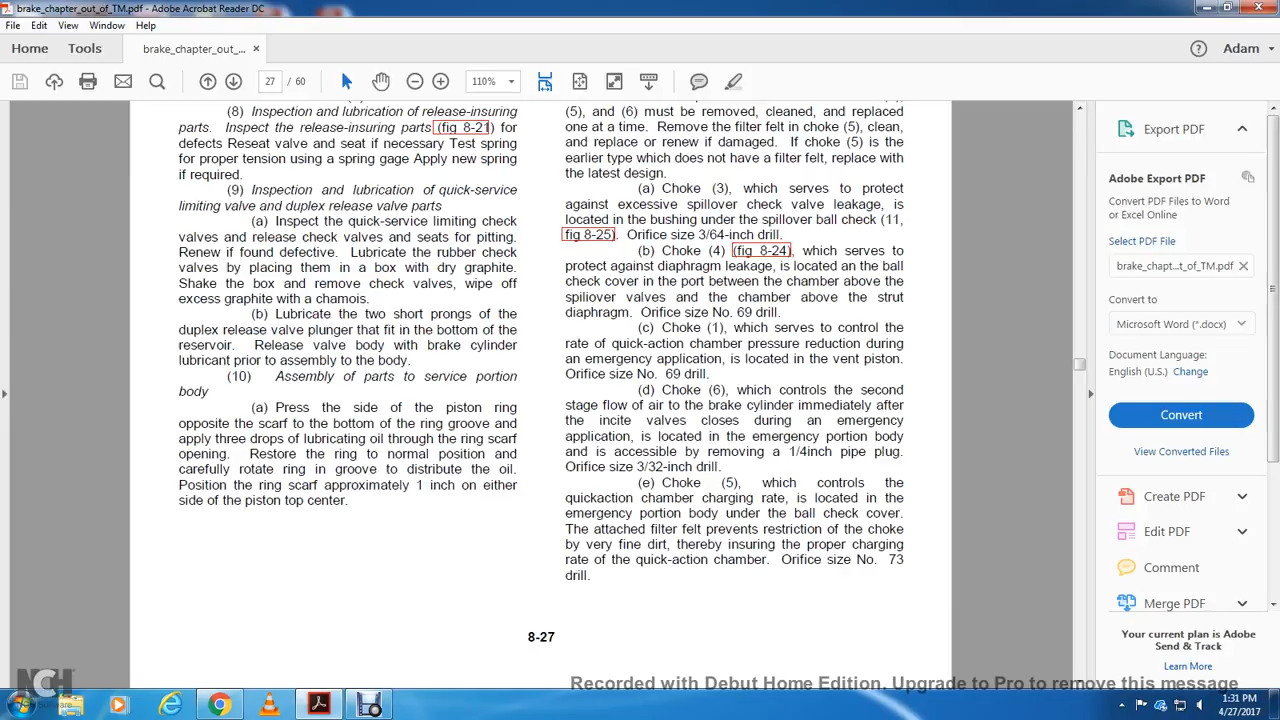 brake_chapter_out_of_TM.pdf - Adobe Acrobat Reader DC
File Edit View Window Help
Home Tools brake_chapter_out_... × Adam
27 / 60 110%
(8) Inspection and lubrication of release-insuring
parts. Inspect the release-insuring parts (fig 8-21) for
defects Reseat valve and seat if necessary Test spring
for proper tension using a spring gage Apply new spring
if required.
(9) Inspection and lubrication of quick-service
limiting valve and duplex release valve parts
(a) Inspect the quick-service limiting check
valves and release check valves and seats for pitting.
Renew if found defective. Lubricate the rubber check
valves by placing them in a box with dry graphite.
Shake the box and remove check valves, wipe off
excess graphite with a chamois.
(b) Lubricate the two short prongs of the
duplex release valve plunger that fit in the bottom of the
reservoir. Release valve body with brake cylinder
lubricant prior to assembly to the body.
(10) Assembly of parts to service portion
body
(a) Press the side of the piston ring
opposite the scarf to the bottom of the ring groove and
apply three drops of lubricating oil through the ring scarf
opening. Restore the ring to normal position and
carefully rotate ring in groove to distribute the oil.
Position the ring scarf approximately 1 inch on either
side of the piston top center.
(5), and (6) must be removed, cleaned, and replaced
one at a time. Remove the filter felt in choke (5), clean,
and replace or renew if damaged. If choke (5) is the
earlier type which does not have a filter felt, replace with
the latest design.
(a) Choke (3), which serves to protect
against excessive spillover check valve leakage, is
located in the bushing under the spillover ball check (11,
fig 8-25). Orifice size 3/64-inch drill.
(b) Choke (4) (fig 8-24), which serves to
protect against diaphragm leakage, is located an the ball
check cover in the port between the chamber above the
spiliover valves and the chamber above the strut
diaphragm. Orifice size No. 69 drill.
(c) Choke (1), which serves to control the
rate of quick-action chamber pressure reduction during
an emergency application, is located in the vent piston.
Orifice size No. 69 drill.
(d) Choke (6), which controls the second
stage flow of air to the brake cylinder immediately after
the incite valves closes during an emergency
application, is located in the emergency portion body
and is accessible by removing a 1/4inch pipe plug.
Orifice size 3/32-inch drill.
(e) Choke (5), which controls the
quickaction chamber charging rate, is located in the
emergency portion body under the ball check cover.
The attached filter felt prevents restriction of the choke
by very fine dirt, thereby insuring the proper charging
rate of the quick-action chamber. Orifice size No. 73
drill.
8-27
Export PDF
Adobe Export PDF
Convert PDF Files to Word
or Excel Online
Select PDF File
brake_chapt...t_of_TM.pdf
Convert to
Microsoft Word (*.docx)
Document Language:
English (U.S.) Change
Convert
View Converted Files
Create PDF
Edit PDF
Comment
Merge PDF
Your current plan is Adobe
Send & Track
Learn More
NCH
Software
Recorded with Debut Home Edition. Upgrade to Pro to remove this message
1:31 PM
4/27/2017